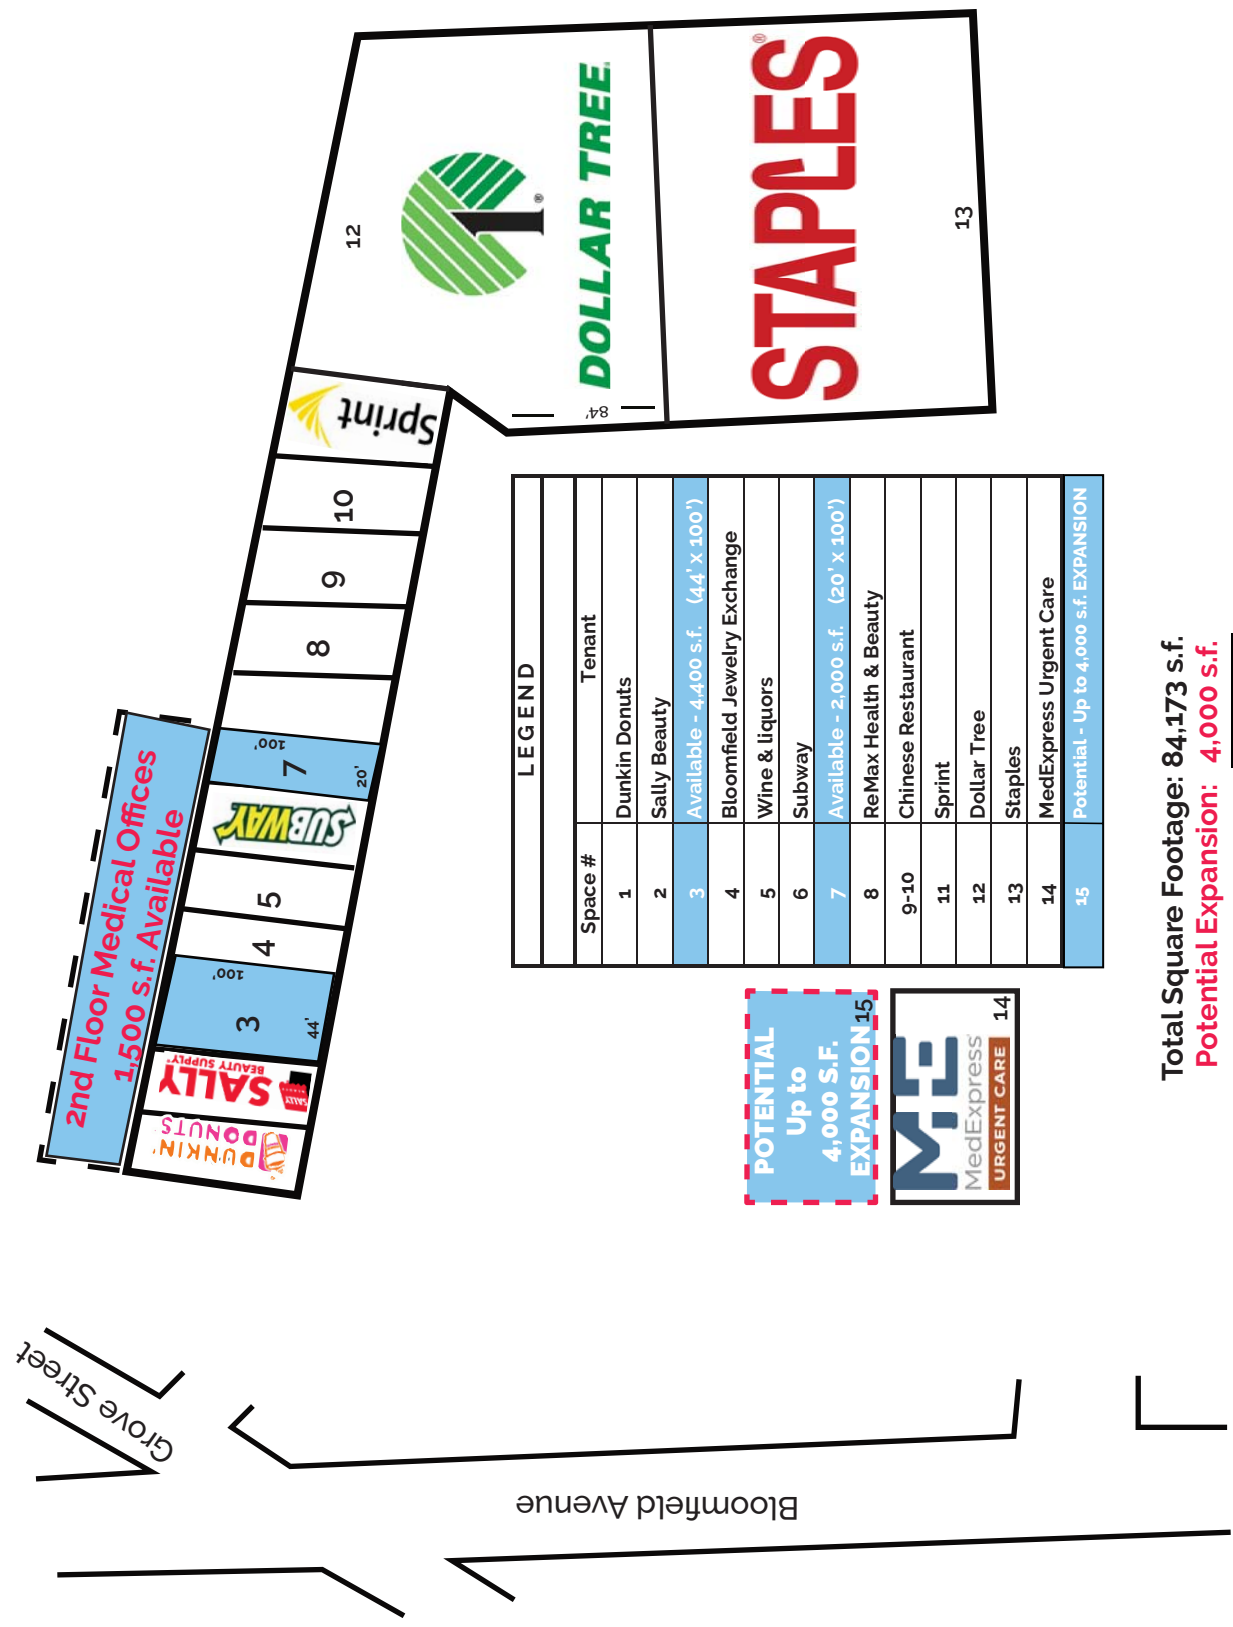 2nd Floor Medical Offices
1,500 s.f. Available
DUNKIN'
DONUTS
SALLY
BEAUTY SUPPLY
SALLY
3
100'
44'
4
5
SUBWAY
7
100'
20'
8
9
10
Sprint
12
DOLLAR TREE
1
84'
STAPLES
13
LEGEND
Space # Tenant
1 Dunkin Donuts
2 Sally Beauty
3 Available - 4,400 s.f. (44' x 100')
4 Bloomfield Jewelry Exchange
5 Wine & liquors
6 Subway
7 Available - 2,000 s.f. (20' x 100')
8 ReMax Health & Beauty
9-10 Chinese Restaurant
11 Sprint
12 Dollar Tree
13 Staples
14 MedExpress Urgent Care
15 Potential - Up to 4,000 s.f. EXPANSION
POTENTIAL
Up to
4,000 S.F.
EXPANSION
15
ME
MedExpress
URGENT CARE
14
Total Square Footage: 84,173 s.f.
Potential Expansion: 4,000 s.f.
Grove Street
Bloomfield Avenue